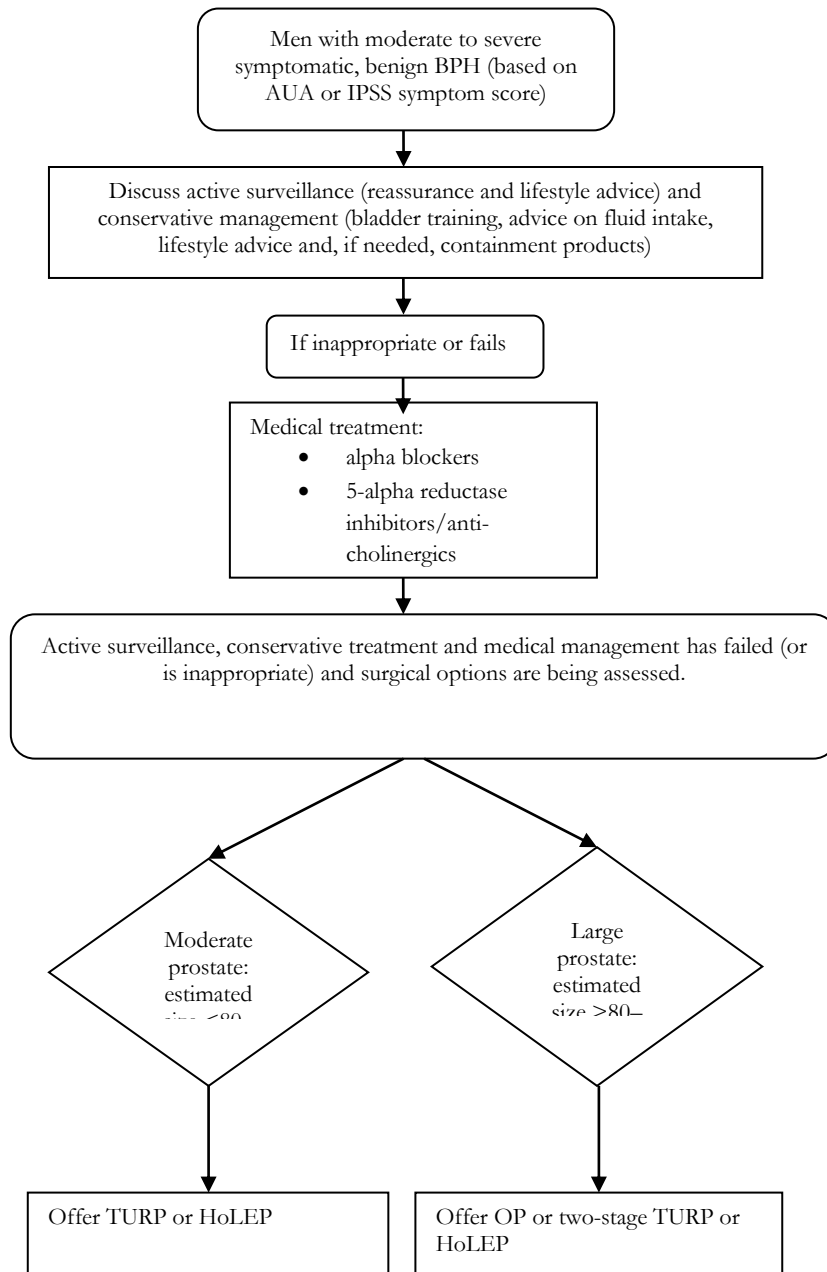 Men with moderate to severe
symptomatic, benign BPH (based on
AUA or IPSS symptom score)
Discuss active surveillance (reassurance and lifestyle advice) and
conservative management (bladder training, advice on fluid intake,
lifestyle advice and, if needed, containment products)
If inappropriate or fails
Medical treatment:
• alpha blockers
• 5-alpha reductase
inhibitors/anti-
cholinergics
Active surveillance, conservative treatment and medical management has failed (or
is inappropriate) and surgical options are being assessed.
Moderate
prostate:
estimated
Large
prostate:
estimated
size
Offer TURP or HoLEP
Offer OP or two-stage TURP or
HoLEP